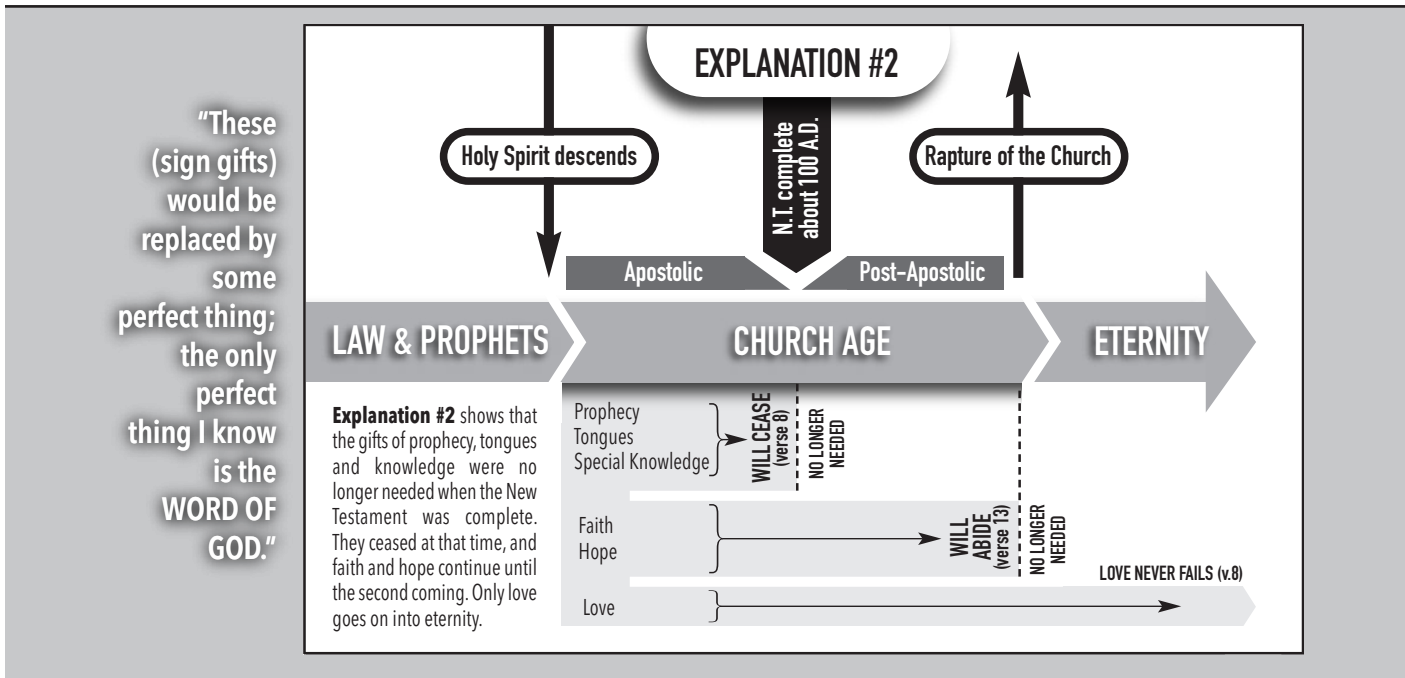 "These
(sign gifts)
would be
replaced by
some
perfect thing;
the only
perfect
thing I know
is the
WORD OF
GOD."
EXPLANATION #2
Holy Spirit descends
N.T. complete
about 100 A.D.
Rapture of the Church
Apostolic
Post-Apostolic
LAW & PROPHETS
CHURCH AGE
ETERNITY
Explanation #2 shows that
the gifts of prophecy, tongues
and knowledge were no
longer needed when the New
Testament was complete.
They ceased at that time, and
faith and hope continue until
the second coming. Only love
goes on into eternity.
Prophecy
Tongues
Special Knowledge
WILL CEASE
(verse 8)
NO LONGER
NEEDED
Faith
Hope
WILL
ABIDE
(verse 13)
NO LONGER
NEEDED
LOVE NEVER FAILS (v.8)
Love